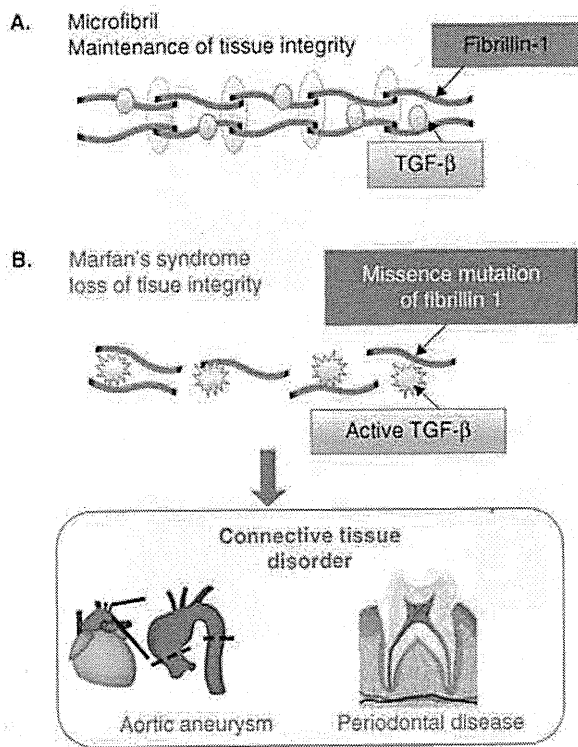 A. Microfibril
Maintenance of tissue integrity
Fibrillin-1
TGF-β
B. Marfan's syndrome
loss of tisue integrity
Missence mutation
of fibrillin 1
Active TGF-β
Connective tissue
disorder
Aortic aneurysm
Periodontal disease